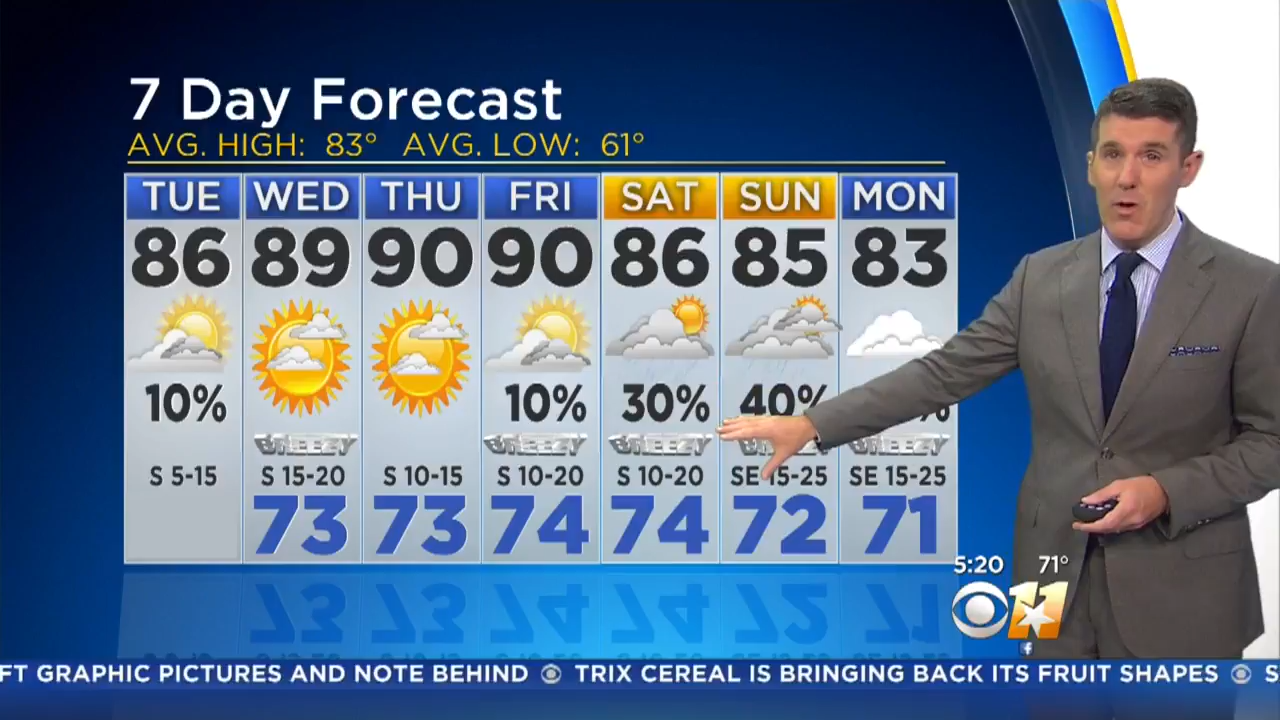 7 Day Forecast
AVG. HIGH: 83° AVG. LOW: 61°
TUE WED THU FRI SAT SUN MON
86 89 90 90 86 85 83
10% 10% 30% 40% %
BREEZY BREEZY BREEZY BREEZY BREEZY
S 5-15 S 15-20 S 10-15 S 10-20 S 10-20 SE 15-25 SE 15-25
73 73 74 74 72 71
5:20 71°
11
FT GRAPHIC PICTURES AND NOTE BEHIND TRIX CEREAL IS BRINGING BACK ITS FRUIT SHAPES S